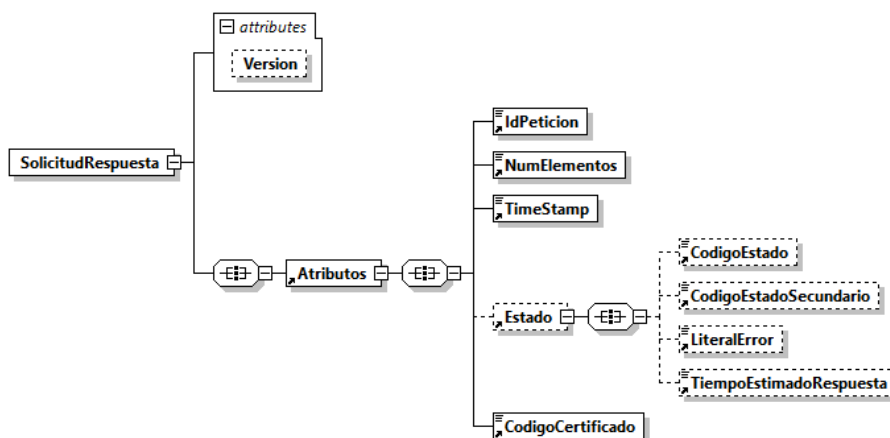 attributes
Version
SolicitudRespuesta
Atributos
IdPeticion
NumElementos
TimeStamp
Estado
CodigoEstado
CodigoEstadoSecundario
LiteralError
TiempoEstimadoRespuesta
CodigoCertificado